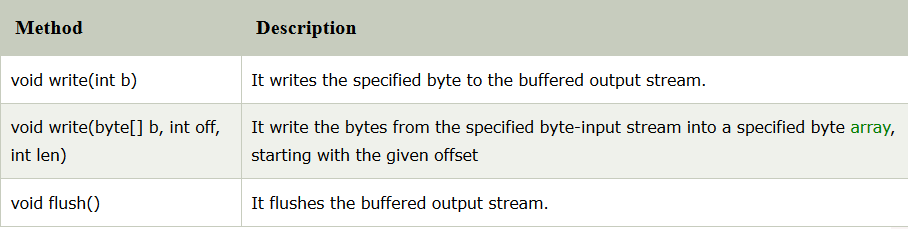 Method Description
void write(int b) It writes the specified byte to the buffered output stream.
void write(byte[] b, int off, It write the bytes from the specified byte-input stream into a specified byte array,
int len) starting with the given offset
void flush() It flushes the buffered output stream.